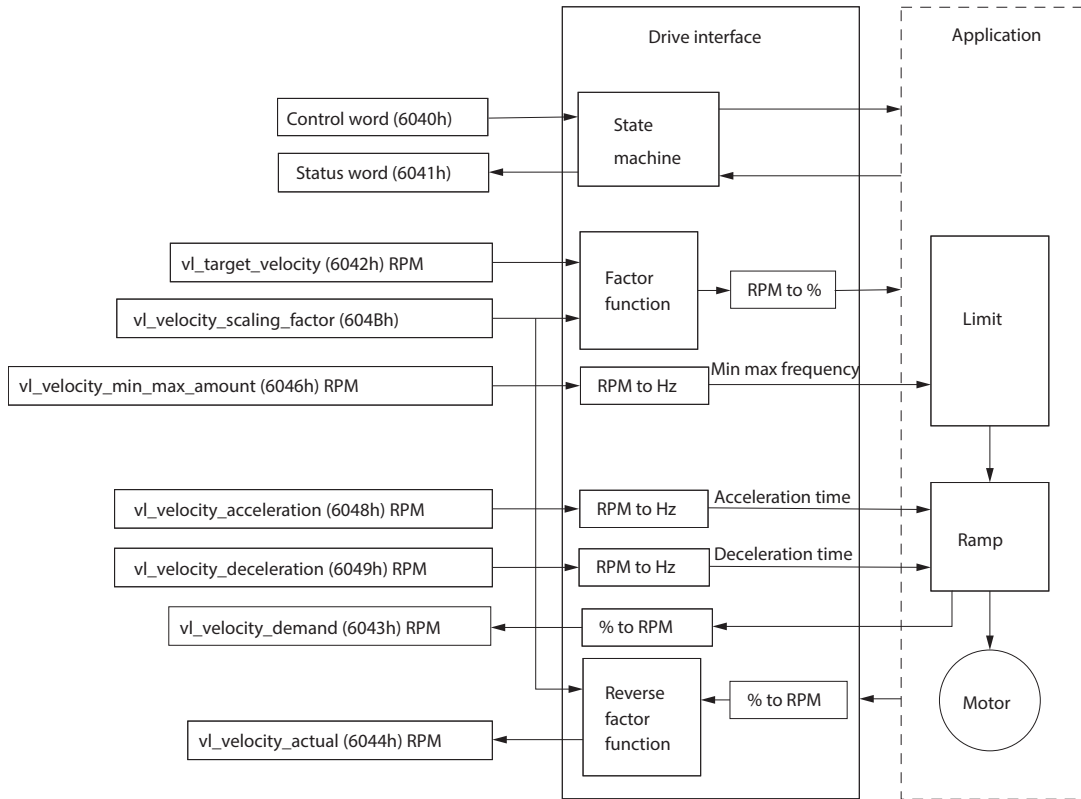 Drive interface
Application
Control word (6040h)
State
machine
Status word (6041h)
vl_target_velocity (6042h) RPM
Factor
function
RPM to %
vl_velocity_scaling_factor (604Bh)
Limit
vl_velocity_min_max_amount (6046h) RPM
RPM to Hz
Min max frequency
vl_velocity_acceleration (6048h) RPM
RPM to Hz
Acceleration time
Ramp
vl_velocity_deceleration (6049h) RPM
RPM to Hz
Deceleration time
vl_velocity_demand (6043h) RPM
% to RPM
Reverse
factor
function
% to RPM
Motor
vl_velocity_actual (6044h) RPM